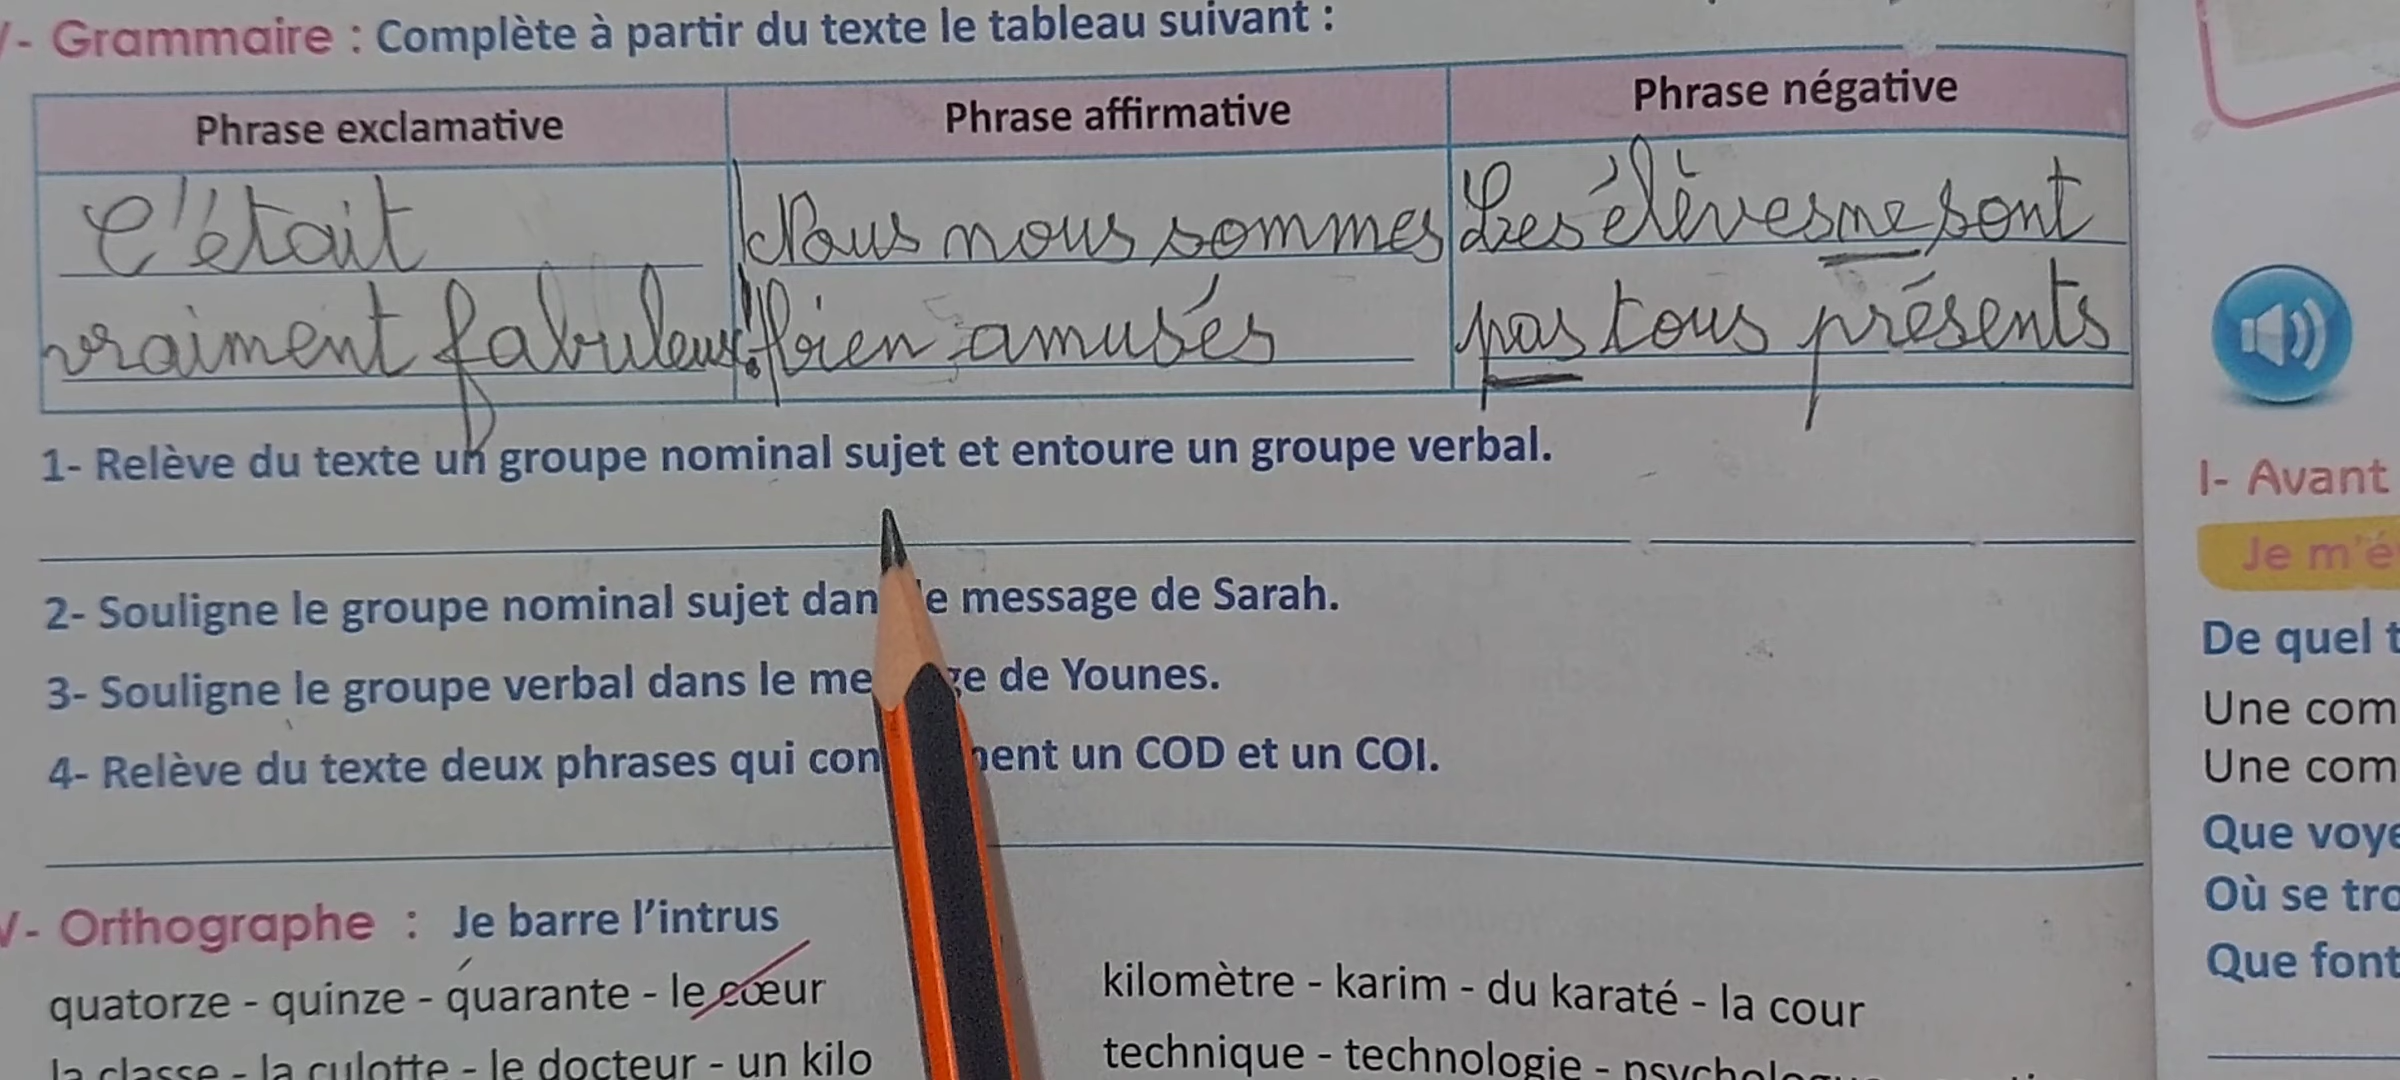 - Grammaire : Complète à partir du texte le tableau suivant :
Phrase exclamative
Phrase affirmative
Phrase négative
C'était
vraiment fabuleux!
Nous nous sommes
bien amusés
Les élèves ne sont
pas tous présents
1- Relève du texte un groupe nominal sujet et entoure un groupe verbal.
2- Souligne le groupe nominal sujet dan e message de Sarah.
3- Souligne le groupe verbal dans le me ge de Younes.
4- Relève du texte deux phrases qui con nent un COD et un COI.
V- Orthographe : Je barre l'intrus
quatorze - quinze - quarante - le cœur
kilomètre - karim - du karaté - la cour
la classe - la culotte - le docteur - un kilo
technique - technologie -
I- Avant
Je m'é
De quel t
Une com
Une com
Que voye
Où se tro
Que font